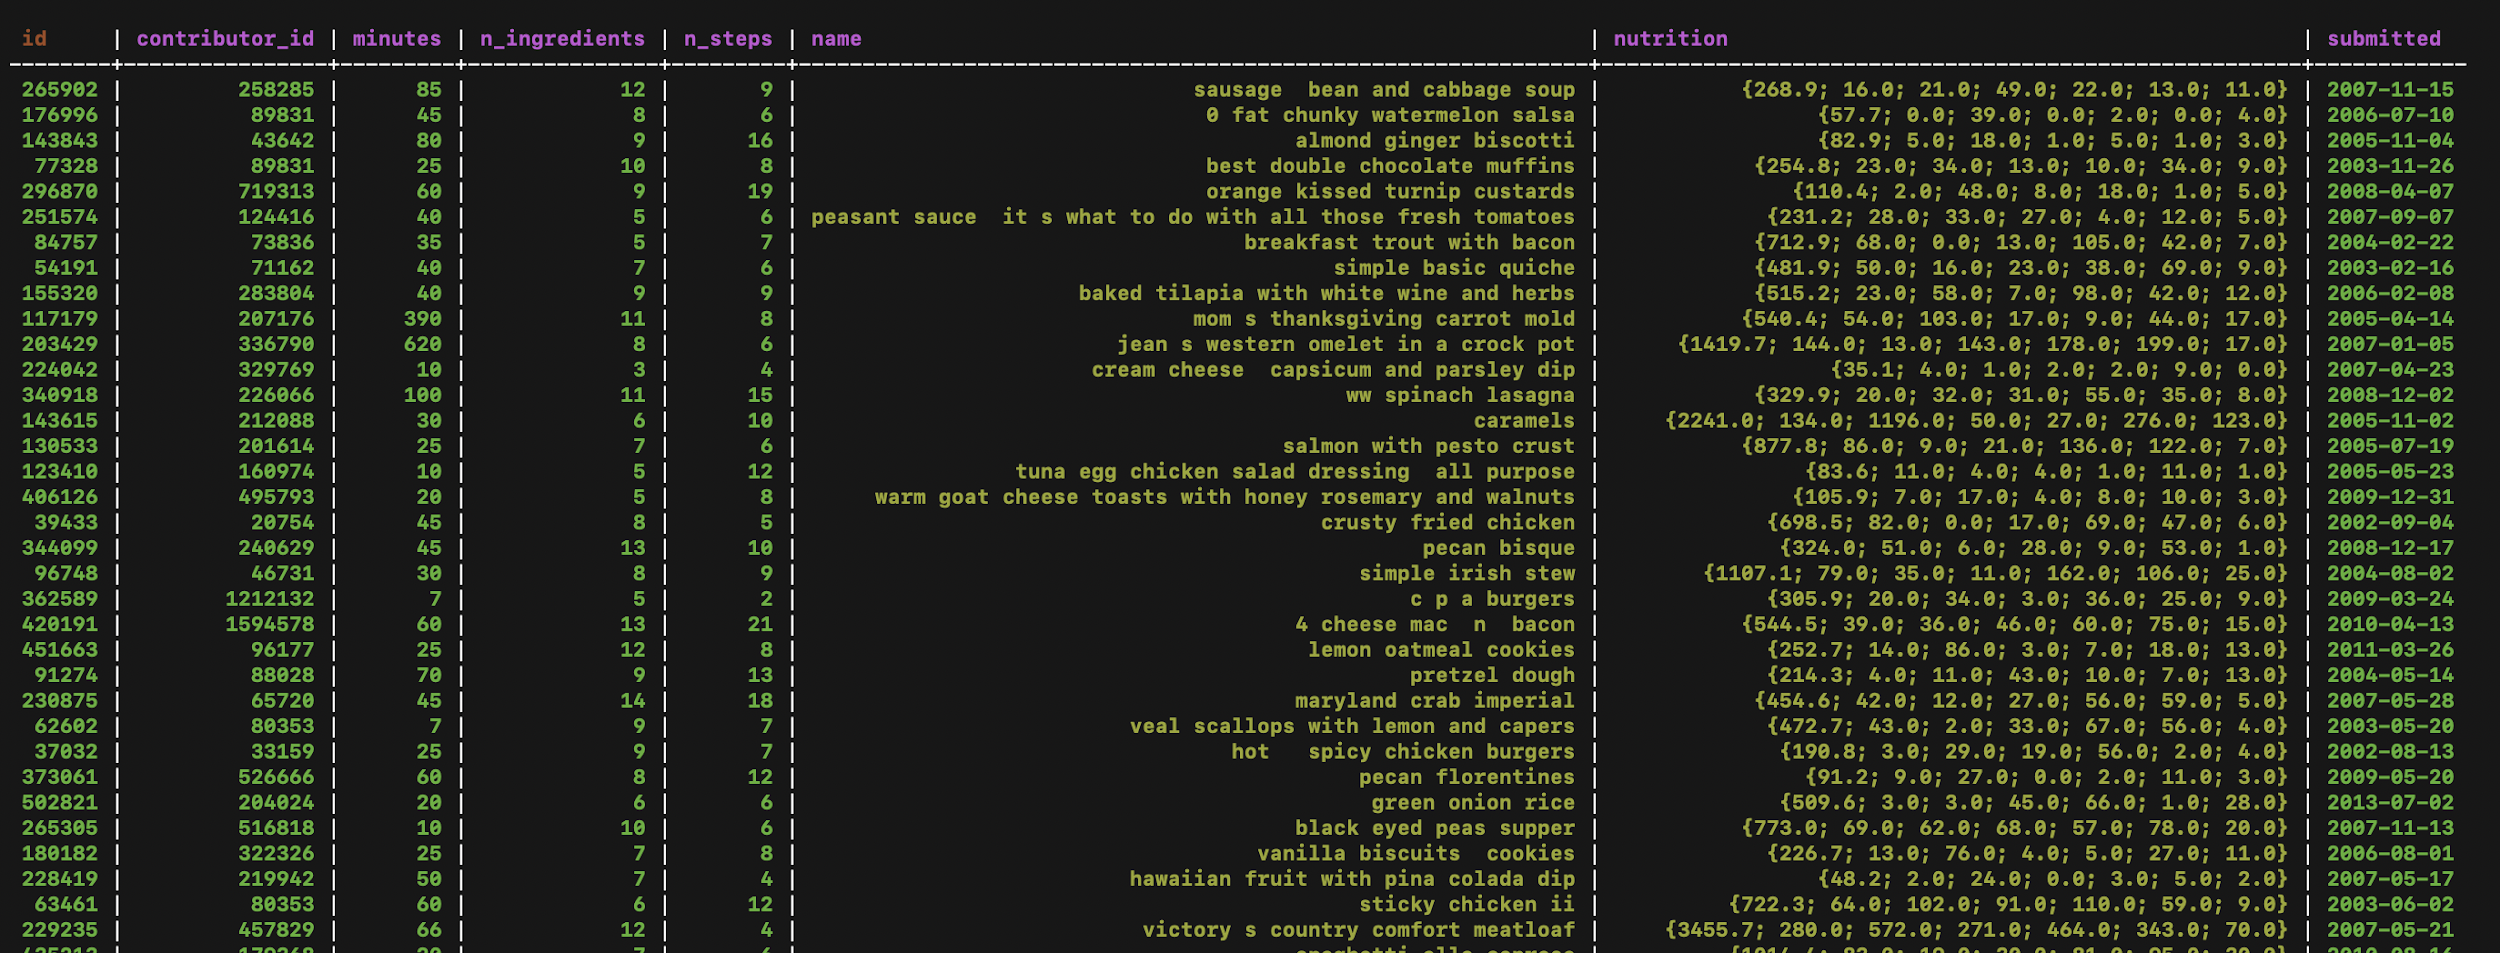 id | contributor_id | minutes | n_ingredients | n_steps | name | nutrition | submitted
265902 | 258285 | 85 | 12 | 9 | sausage  bean and cabbage soup | {268.9; 16.0; 21.0; 49.0; 22.0; 13.0; 11.0} | 2007-11-15
176996 | 89831 | 45 | 8 | 6 | 0 fat chunky watermelon salsa | {57.7; 0.0; 39.0; 0.0; 2.0; 0.0; 4.0} | 2006-07-10
143843 | 43642 | 80 | 9 | 16 | almond ginger biscotti | {82.9; 5.0; 18.0; 1.0; 5.0; 1.0; 3.0} | 2005-11-04
77328 | 89831 | 25 | 10 | 8 | best double chocolate muffins | {254.8; 23.0; 34.0; 13.0; 10.0; 34.0; 9.0} | 2003-11-26
296870 | 719313 | 60 | 9 | 19 | orange kissed turnip custards | {110.4; 2.0; 48.0; 8.0; 18.0; 1.0; 5.0} | 2008-04-07
251574 | 124416 | 40 | 5 | 6 | peasant sauce  it s what to do with all those fresh tomatoes | {231.2; 28.0; 33.0; 27.0; 4.0; 12.0; 5.0} | 2007-09-07
84757 | 73836 | 35 | 5 | 7 | breakfast trout with bacon | {712.9; 68.0; 0.0; 13.0; 105.0; 42.0; 7.0} | 2004-02-22
54191 | 71162 | 40 | 7 | 6 | simple basic quiche | {481.9; 50.0; 16.0; 23.0; 38.0; 69.0; 9.0} | 2003-02-16
155320 | 283804 | 40 | 9 | 9 | baked tilapia with white wine and herbs | {515.2; 23.0; 58.0; 7.0; 98.0; 42.0; 12.0} | 2006-02-08
117179 | 207176 | 390 | 11 | 8 | mom s thanksgiving carrot mold | {540.4; 54.0; 103.0; 17.0; 9.0; 44.0; 17.0} | 2005-04-14
203429 | 336790 | 620 | 8 | 6 | jean s western omelet in a crock pot | {1419.7; 144.0; 13.0; 143.0; 178.0; 199.0; 17.0} | 2007-01-05
224042 | 329769 | 10 | 3 | 4 | cream cheese  capsicum and parsley dip | {35.1; 4.0; 1.0; 2.0; 2.0; 9.0; 0.0} | 2007-04-23
340918 | 226066 | 100 | 11 | 15 | ww spinach lasagna | {329.9; 20.0; 32.0; 31.0; 55.0; 35.0; 8.0} | 2008-12-02
143615 | 212088 | 30 | 6 | 10 | caramels | {2241.0; 134.0; 1196.0; 50.0; 27.0; 276.0; 123.0} | 2005-11-02
130533 | 201614 | 25 | 7 | 6 | salmon with pesto crust | {877.8; 86.0; 9.0; 21.0; 136.0; 122.0; 7.0} | 2005-07-19
123410 | 160974 | 10 | 5 | 12 | tuna egg chicken salad dressing  all purpose | {83.6; 11.0; 4.0; 4.0; 1.0; 11.0; 1.0} | 2005-05-23
406126 | 495793 | 20 | 5 | 8 | warm goat cheese toasts with honey rosemary and walnuts | {105.9; 7.0; 17.0; 4.0; 8.0; 10.0; 3.0} | 2009-12-31
39433 | 20754 | 45 | 8 | 5 | crusty fried chicken | {698.5; 82.0; 0.0; 17.0; 69.0; 47.0; 6.0} | 2002-09-04
344099 | 240629 | 45 | 13 | 10 | pecan bisque | {324.0; 51.0; 6.0; 28.0; 9.0; 53.0; 1.0} | 2008-12-17
96748 | 46731 | 30 | 8 | 9 | simple irish stew | {1107.1; 79.0; 35.0; 11.0; 162.0; 106.0; 25.0} | 2004-08-02
362589 | 1212132 | 7 | 5 | 2 | c p a burgers | {305.9; 20.0; 34.0; 3.0; 36.0; 25.0; 9.0} | 2009-03-24
420191 | 1594578 | 60 | 13 | 21 | 4 cheese mac  n  bacon | {544.5; 39.0; 36.0; 46.0; 60.0; 75.0; 15.0} | 2010-04-13
451663 | 96177 | 25 | 12 | 8 | lemon oatmeal cookies | {252.7; 14.0; 86.0; 3.0; 7.0; 18.0; 13.0} | 2011-03-26
91274 | 88028 | 70 | 9 | 13 | pretzel dough | {214.3; 4.0; 11.0; 43.0; 10.0; 7.0; 13.0} | 2004-05-14
230875 | 65720 | 45 | 14 | 18 | maryland crab imperial | {454.6; 42.0; 12.0; 27.0; 56.0; 59.0; 5.0} | 2007-05-28
62602 | 80353 | 7 | 9 | 7 | veal scallops with lemon and capers | {472.7; 43.0; 2.0; 33.0; 67.0; 56.0; 4.0} | 2003-05-20
37032 | 33159 | 25 | 9 | 7 | hot   spicy chicken burgers | {190.8; 3.0; 29.0; 19.0; 56.0; 2.0; 4.0} | 2002-08-13
373061 | 526666 | 60 | 8 | 12 | pecan florentines | {91.2; 9.0; 27.0; 0.0; 2.0; 11.0; 3.0} | 2009-05-20
502821 | 204024 | 20 | 6 | 6 | green onion rice | {509.6; 3.0; 3.0; 45.0; 66.0; 1.0; 28.0} | 2013-07-02
265305 | 516818 | 10 | 10 | 6 | black eyed peas supper | {773.0; 69.0; 62.0; 68.0; 57.0; 78.0; 20.0} | 2007-11-13
180182 | 322326 | 25 | 7 | 8 | vanilla biscuits  cookies | {226.7; 13.0; 76.0; 4.0; 5.0; 27.0; 11.0} | 2006-08-01
228419 | 219942 | 50 | 7 | 4 | hawaiian fruit with pina colada dip | {48.2; 2.0; 24.0; 0.0; 3.0; 5.0; 2.0} | 2007-05-17
63461 | 80353 | 60 | 6 | 12 | sticky chicken ii | {722.3; 64.0; 102.0; 91.0; 110.0; 59.0; 9.0} | 2003-06-02
229235 | 457829 | 66 | 12 | 4 | victory s country comfort meatloaf | {3455.7; 280.0; 572.0; 271.0; 464.0; 343.0; 70.0} | 2007-05-21